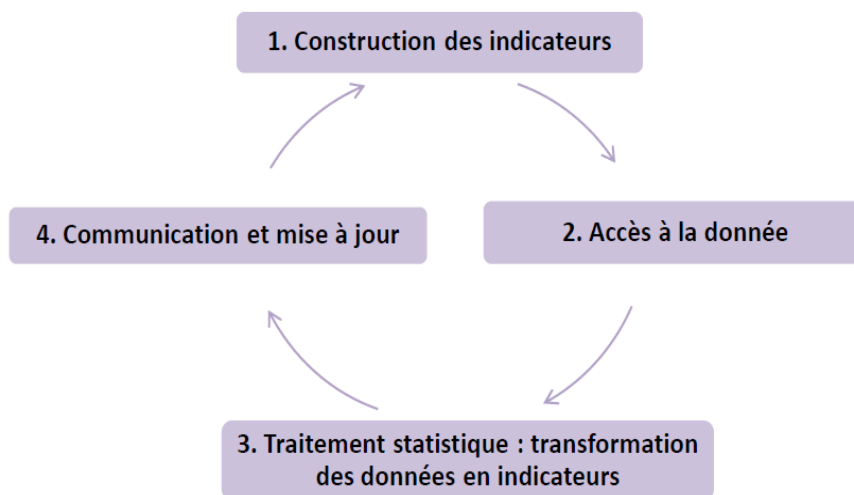 1. Construction des indicateurs
2. Accès à la donnée
3. Traitement statistique : transformation
des données en indicateurs
4. Communication et mise à jour